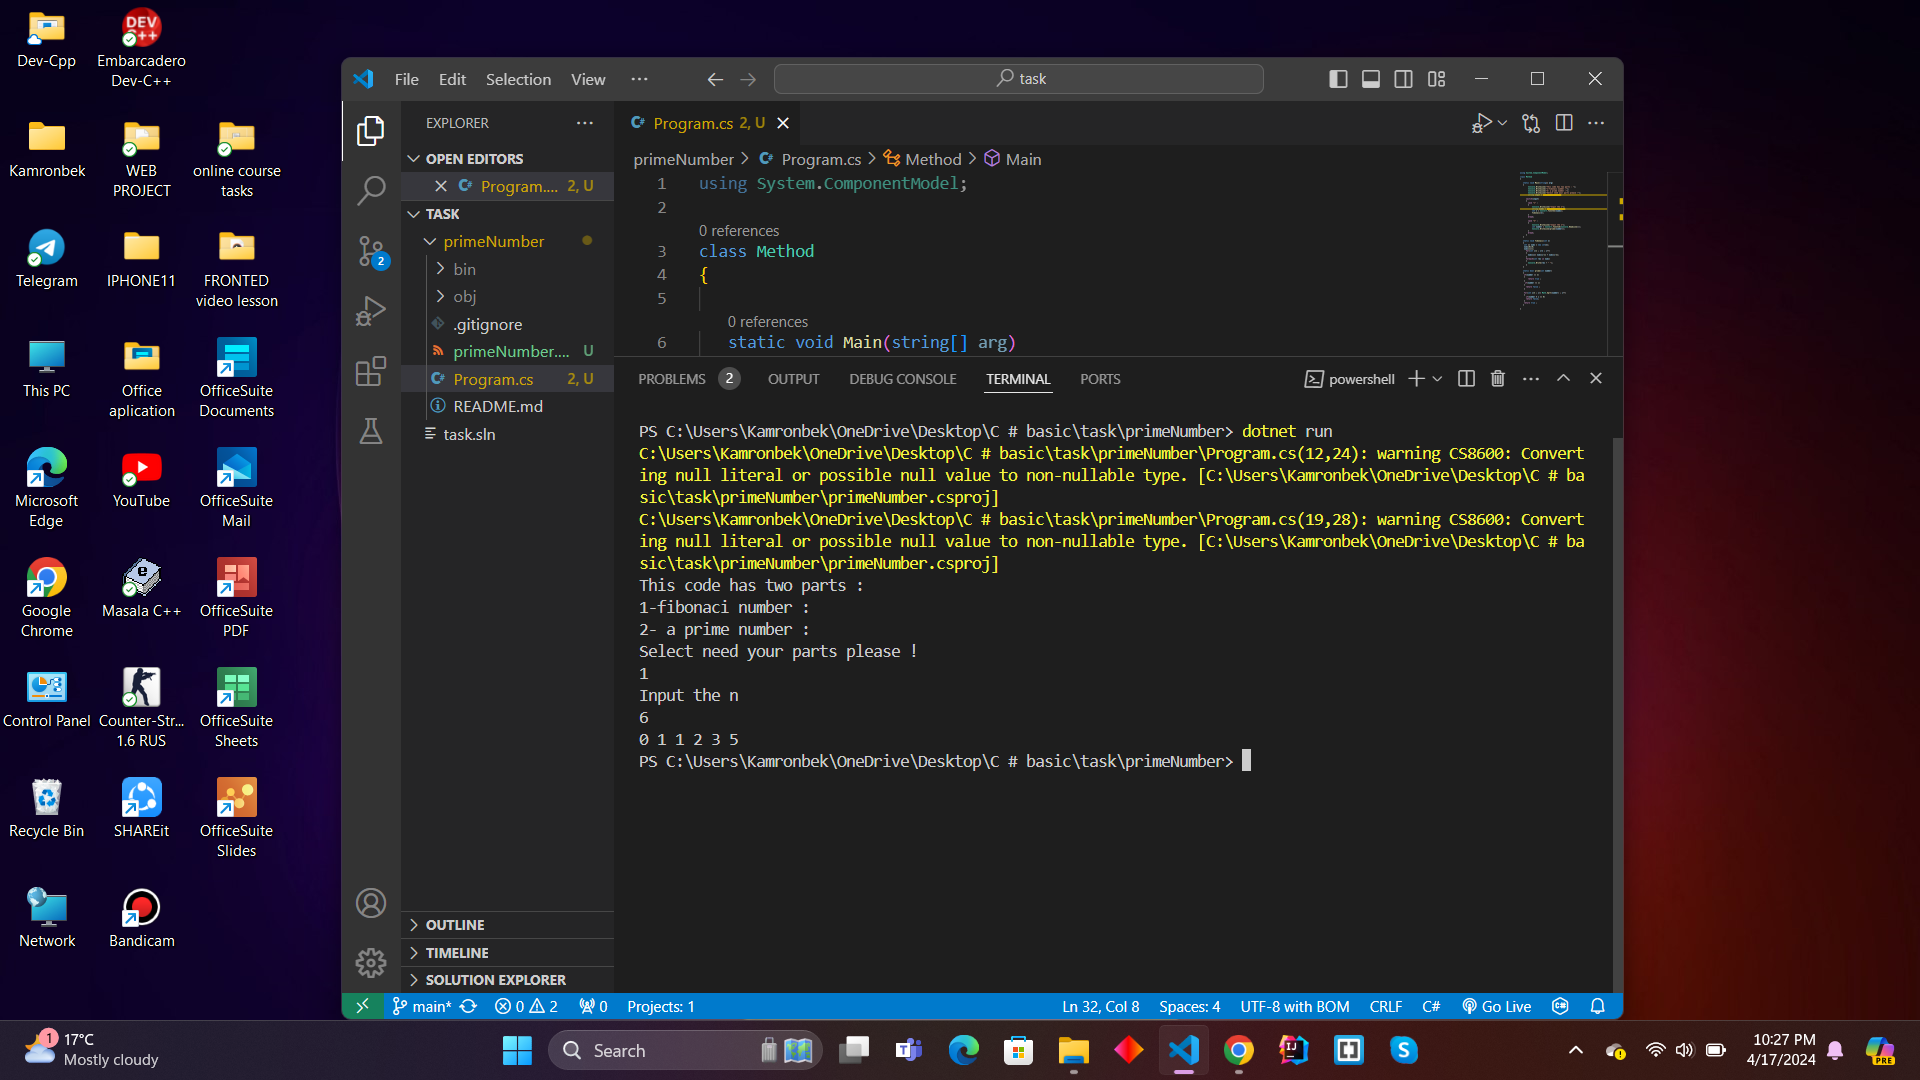 Dev-Cpp
Embarcadero
Dev-C++
Kamronbek
WEB
PROJECT
online course
tasks
Telegram
IPHONE11
FRONTED
video lesson
This PC
Office
aplication
OfficeSuite
Documents
Microsoft
Edge
YouTube
OfficeSuite
Mail
Google
Chrome
Masala C++
OfficeSuite
PDF
Control Panel
Counter-Str...
1.6 RUS
OfficeSuite
Sheets
Recycle Bin
SHAREit
OfficeSuite
Slides
Network
Bandicam
File Edit Selection View ···
task
EXPLORER
OPEN EDITORS
Program.... 2, U
TASK
primeNumber
bin
obj
.gitignore
primeNumber.... U
Program.cs 2, U
README.md
task.sln
OUTLINE
TIMELINE
SOLUTION EXPLORER
2
Program.cs 2, U
primeNumber > Program.cs > Method > Main
1 using System.ComponentModel;
2
0 references
3 class Method
4 {
5
0 references
6 static void Main(string[] arg)
PROBLEMS 2 OUTPUT DEBUG CONSOLE TERMINAL PORTS
powershell
PS C:\Users\Kamronbek\OneDrive\Desktop\C # basic\task\primeNumber> dotnet run
C:\Users\Kamronbek\OneDrive\Desktop\C # basic\task\primeNumber\Program.cs(12,24): warning CS8600: Convert
ing null literal or possible null value to non-nullable type. [C:\Users\Kamronbek\OneDrive\Desktop\C # ba
sic\task\primeNumber\primeNumber.csproj]
C:\Users\Kamronbek\OneDrive\Desktop\C # basic\task\primeNumber\Program.cs(19,28): warning CS8600: Convert
ing null literal or possible null value to non-nullable type. [C:\Users\Kamronbek\OneDrive\Desktop\C # ba
sic\task\primeNumber\primeNumber.csproj]
This code has two parts :
1-fibonaci number :
2- a prime number :
Select need your parts please !
1
Input the n
6
0 1 1 2 3 5
PS C:\Users\Kamronbek\OneDrive\Desktop\C # basic\task\primeNumber>
main* 0 2 0 Projects: 1
Ln 32, Col 8 Spaces: 4 UTF-8 with BOM CRLF C# Go Live
1
17°C
Mostly cloudy
Search
10:27 PM
4/17/2024
PRE